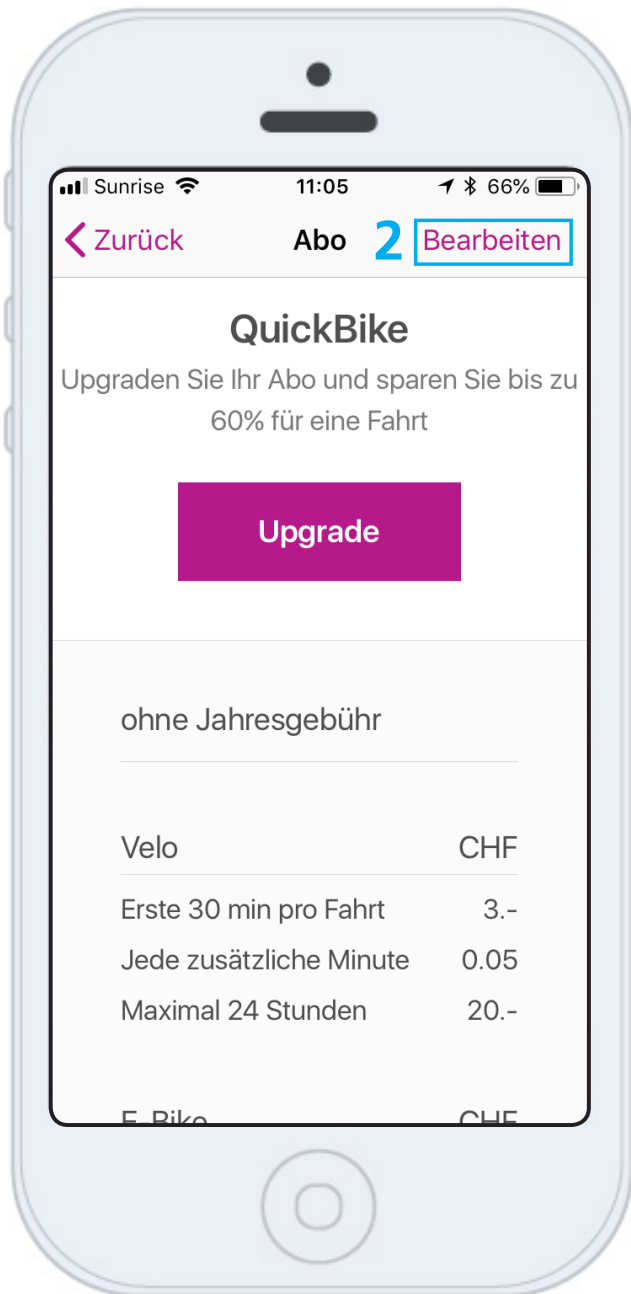 Sunrise 11:05 66%
Zurück Abo 2 Bearbeiten
QuickBike
Upgraden Sie Ihr Abo und sparen Sie bis zu
60% für eine Fahrt
Upgrade
ohne Jahresgebühr
Velo CHF
Erste 30 min pro Fahrt 3.-
Jede zusätzliche Minute 0.05
Maximal 24 Stunden 20.-
E-Bike CHF